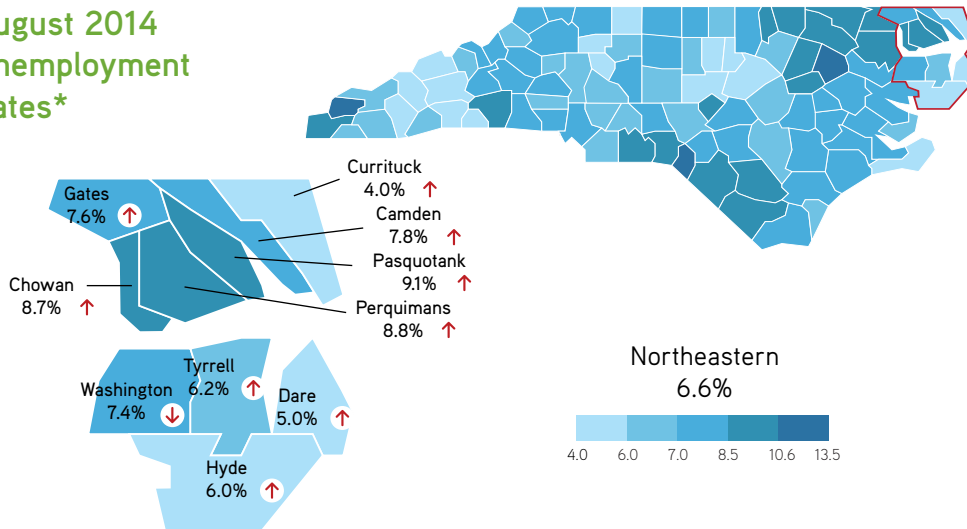 ugust 2014
nemployment
ates*
Currituck
4.0% ↑
Gates
7.6% ↑
Camden
7.8% ↑
Pasquotank
9.1% ↑
Chowan
8.7% ↑
Perquimans
8.8% ↑
Tyrrell
6.2% ↑
Washington
7.4% ↓
Dare
5.0% ↑
Hyde
6.0% ↑
Northeastern
6.6%
4.0 6.0 7.0 8.5 10.6 13.5